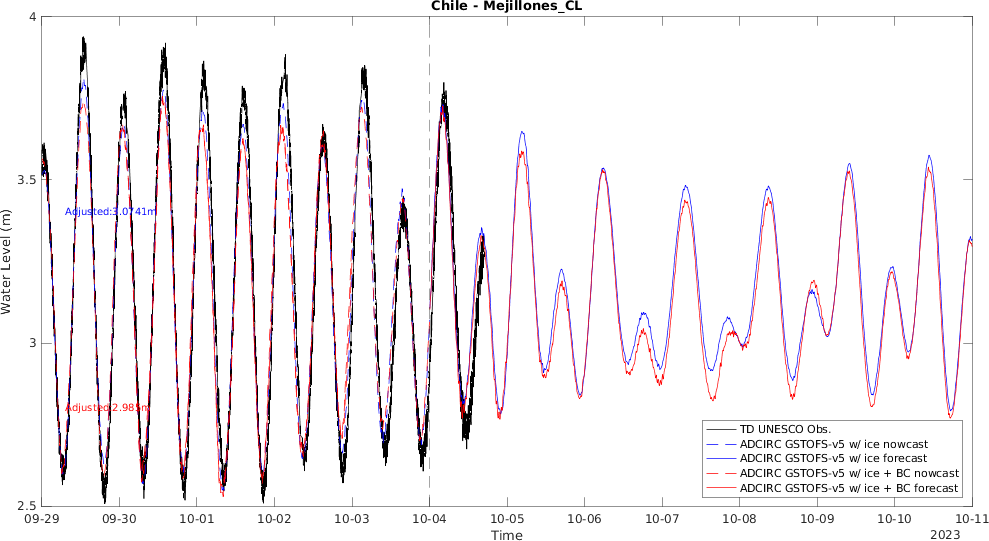 Chile - Mejillones_CL
4
3.5
3
2.5
Water Level (m)
Adjusted:3.0741m
Adjusted:2.985m
TD UNESCO Obs.
ADCIRC GSTOFS-v5 w/ ice nowcast
ADCIRC GSTOFS-v5 w/ ice forecast
ADCIRC GSTOFS-v5 w/ ice + BC nowcast
ADCIRC GSTOFS-v5 w/ ice + BC forecast
09-29 09-30 10-01 10-02 10-03 10-04 10-05 10-06 10-07 10-08 10-09 10-10 10-11
Time
2023